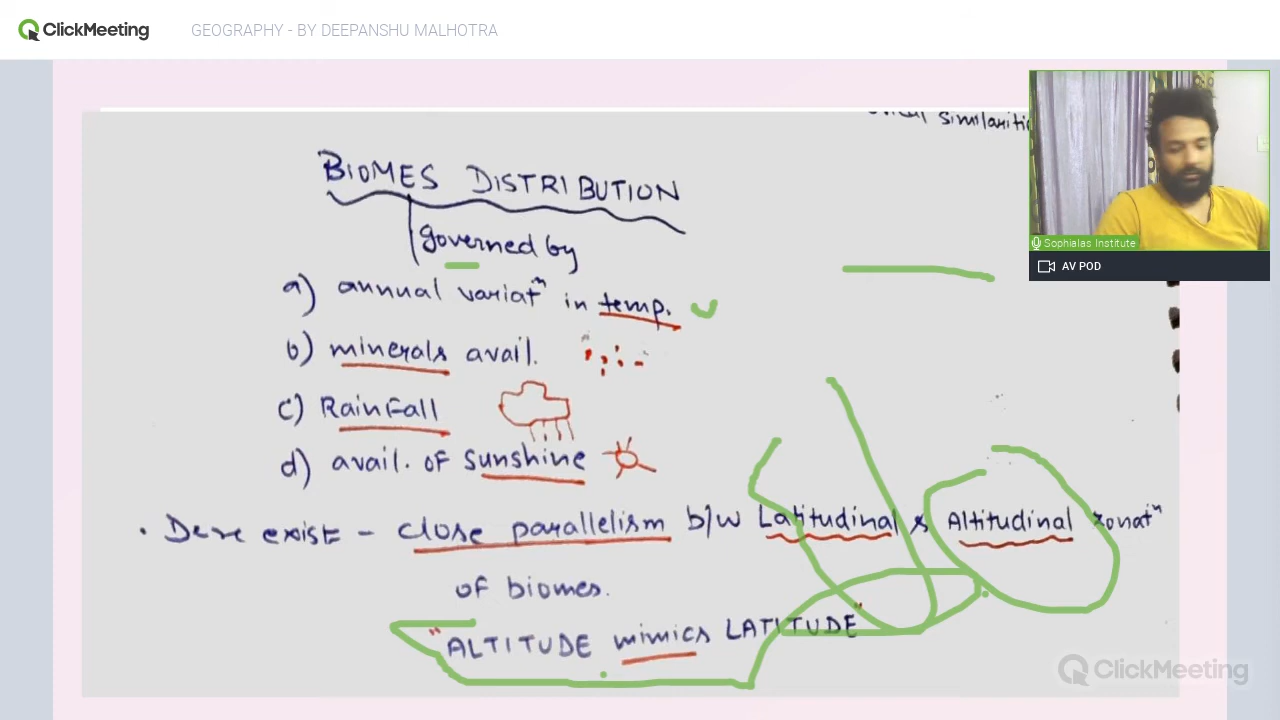 ClickMeeting
GEOGRAPHY - BY DEEPANSHU MALHOTRA
similariti
BIOMES DISTRIBUTION
governed by
a) annual variatⁿ in temp.
b) minerals avail.
c) RainFall
d) avail. of sunshine
• Dere exist - close parallelism b/w Latitudinal & Altitudinal zonatⁿ
of biomes.
"ALTITUDE mimics LATITUDE"
Sophialas Institute
AV POD
ClickMeeting